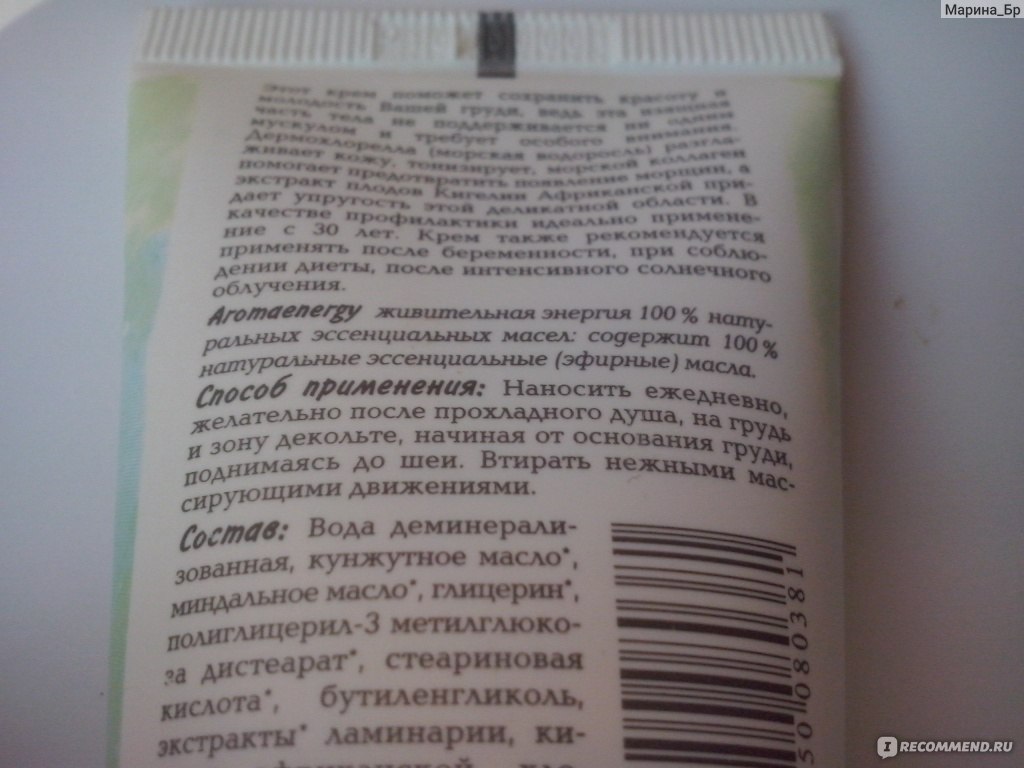 Марина_Бр
Этот крем поможет сохранить красоту и
молодость Вашей груди, ведь эта изящная
часть тела не поддерживается ни одним
мускулом и требует особого внимания.
Дермохлорелла (морская водоросль) разгла-
живает кожу, тонизирует, морской коллаген
помогает предотвратить появление морщин, а
экстракт плодов Кигелии Африканской при-
дает упругость этой деликатной области. В
качестве профилактики идеально примене-
ние с 30 лет. Крем также рекомендуется
применять после беременности, при соблю-
дении диеты, после интенсивного солнечного
облучения.
Aromaenergy живительная энергия 100% нату-
ральных эссенциальных масел: содержит 100%
натуральные эссенциальные (эфирные) масла.
Способ применения: Наносить ежедневно,
желательно после прохладного душа, на грудь
и зону декольте, начиная от основания груди,
поднимаясь до шеи. Втирать нежными мас-
сирующими движениями.
Состав: Вода деминерали-
зованная, кунжутное масло*,
миндальное масло*, глицерин*,
полиглицерил-3 метилглюко-
за дистеарат*, стеариновая
кислота*, бутиленгликоль,
экстракты* ламинарии, ки-
50080381
IRECOMMEND.RU